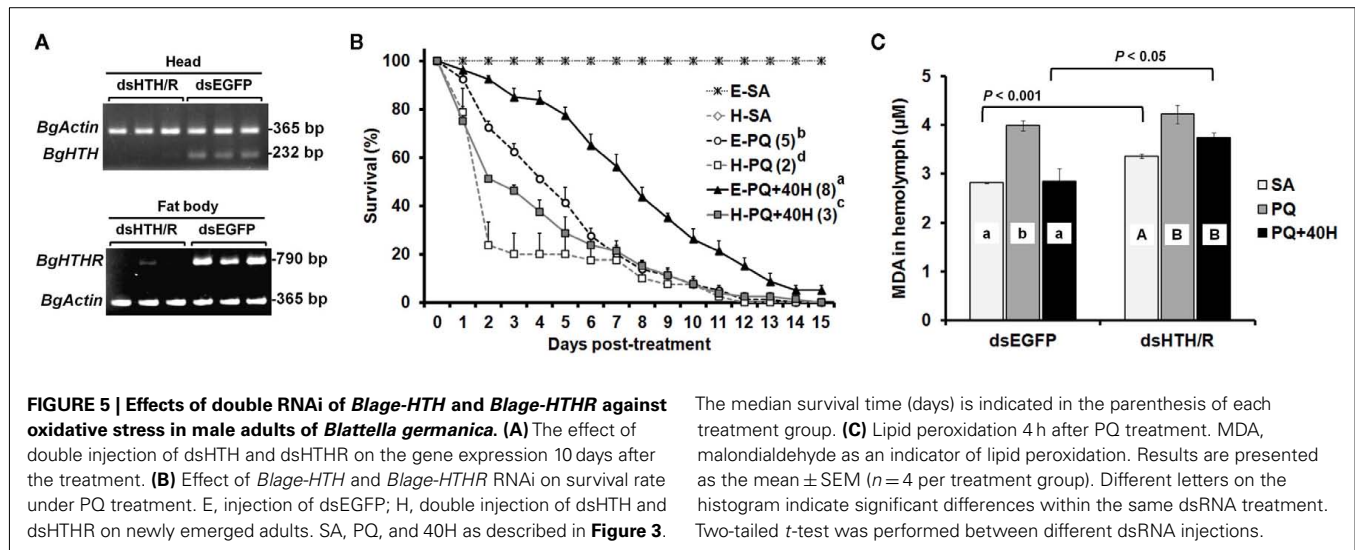 A
Head
dsHTH/R dsEGFP
BgActin -365 bp
BgHTH -232 bp
Fat body
dsHTH/R dsEGFP
BgHTHR -790 bp
BgActin -365 bp
B
100
80
60
40
20
0
Survival (%)
0 1 2 3 4 5 6 7 8 9 10 11 12 13 14 15
Days post-treatment
E-SA
H-SA
E-PQ (5)b
H-PQ (2)d
E-PQ+40H (8)a
H-PQ+40H (3)c
C
P < 0.05
P < 0.001
5
4
3
2
1
0
MDA in hemolymph (µM)
a b a A B B
dsEGFP dsHTH/R
SA
PQ
PQ+40H
FIGURE 5 | Effects of double RNAi of Blage-HTH and Blage-HTHR against
oxidative stress in male adults of Blattella germanica. (A) The effect of
double injection of dsHTH and dsHTHR on the gene expression 10 days after
the treatment. (B) Effect of Blage-HTH and Blage-HTHR RNAi on survival rate
under PQ treatment. E, injection of dsEGFP; H, double injection of dsHTH and
dsHTHR on newly emerged adults. SA, PQ, and 40H as described in Figure 3.
The median survival time (days) is indicated in the parenthesis of each
treatment group. (C) Lipid peroxidation 4 h after PQ treatment. MDA,
malondialdehyde as an indicator of lipid peroxidation. Results are presented
as the mean ± SEM (n = 4 per treatment group). Different letters on the
histogram indicate significant differences within the same dsRNA treatment.
Two-tailed t-test was performed between different dsRNA injections.